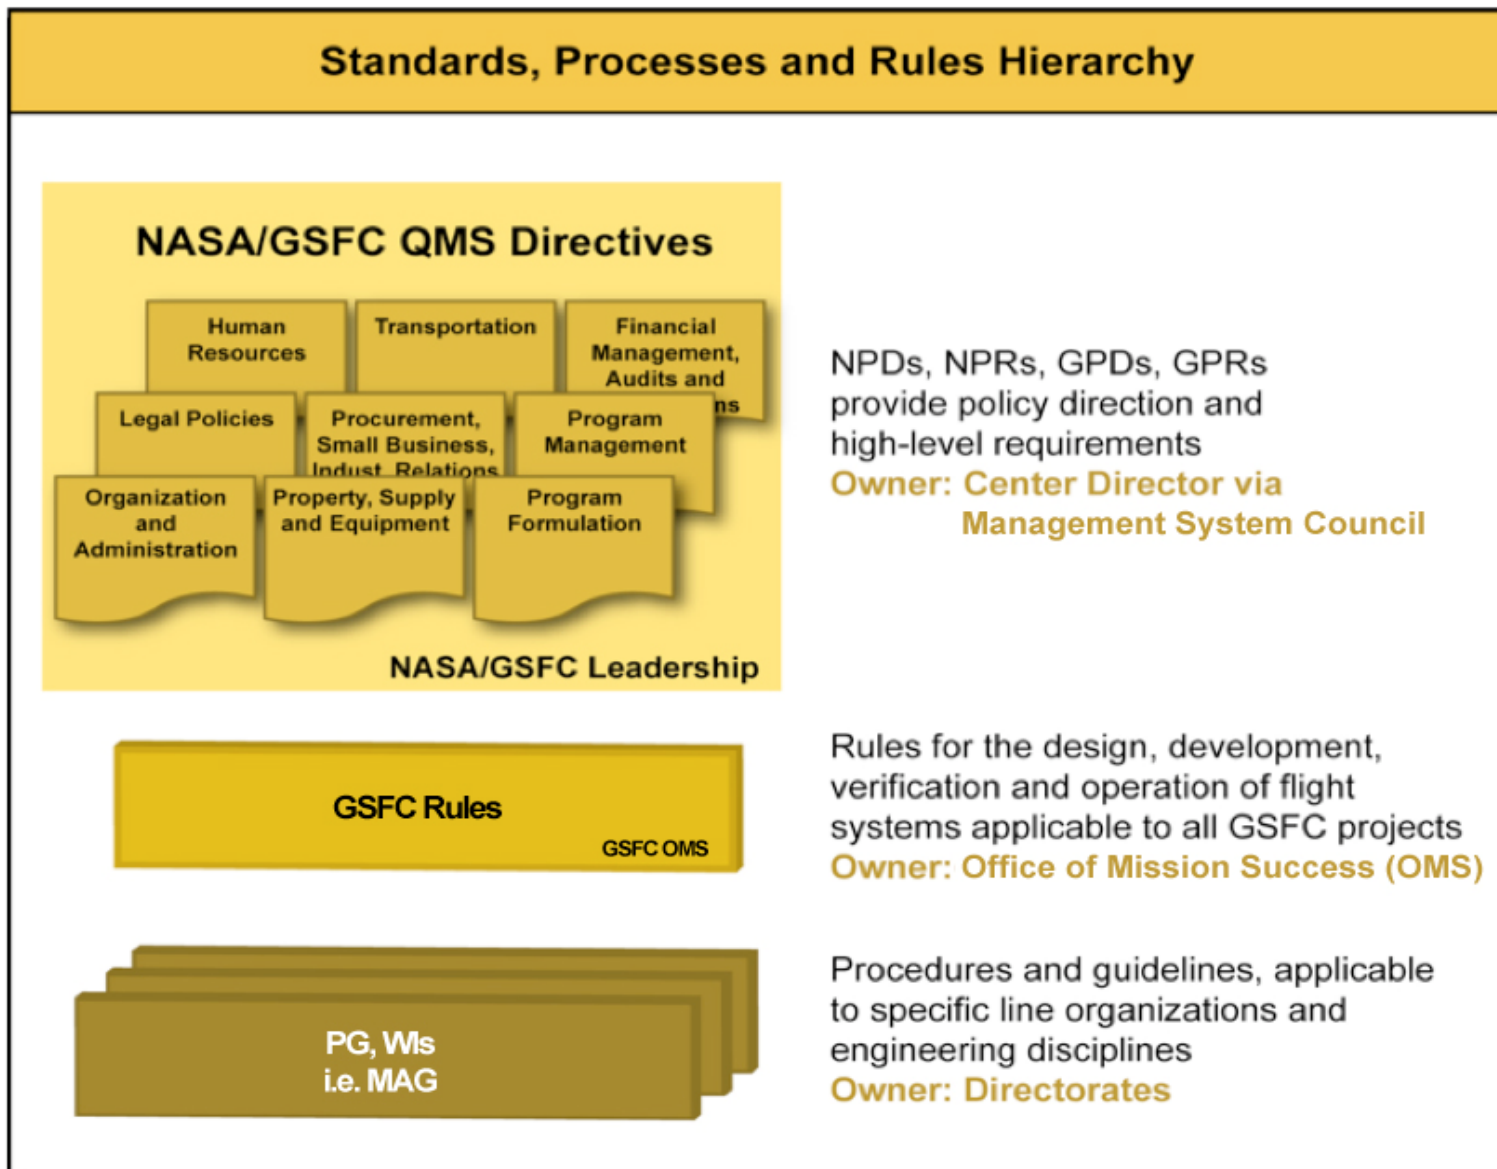 Standards, Processes and Rules Hierarchy
NASA/GSFC QMS Directives
Human
Resources
Transportation
Financial
Management,
Audits and
ns
Legal Policies
Procurement,
Small Business,
Indust. Relations
Program
Management
Organization
and
Administration
Property, Supply
and Equipment
Program
Formulation
NASA/GSFC Leadership
NPDs, NPRs, GPDs, GPRs
provide policy direction and
high-level requirements
Owner: Center Director via
Management System Council
GSFC Rules
GSFC OMS
Rules for the design, development,
verification and operation of flight
systems applicable to all GSFC projects
Owner: Office of Mission Success (OMS)
PG, WIs
i.e. MAG
Procedures and guidelines, applicable
to specific line organizations and
engineering disciplines
Owner: Directorates